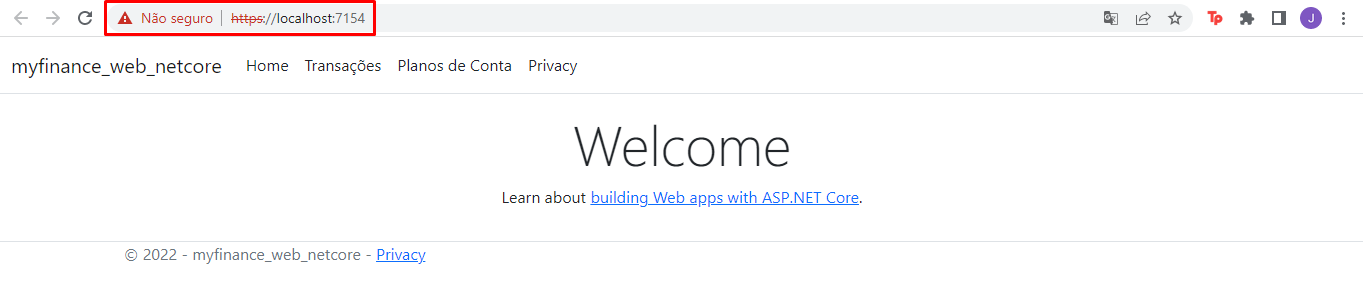 Não seguro | https://localhost:7154
Tp J
myfinance_web_netcore Home Transações Planos de Conta Privacy
Welcome
Learn about building Web apps with ASP.NET Core.
© 2022 - myfinance_web_netcore - Privacy